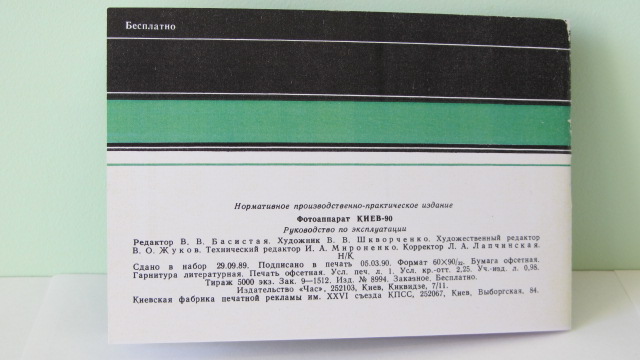 Бесплатно
Нормативное производственно-практическое издание
Фотоаппарат КИЕВ-90
Руководство по эксплуатации
Редактор В. В. Басистая. Художник В. В. Шкворченко. Художественный редактор
В. О. Жуков. Технический редактор И. А. Мироненко. Корректор Л. А. Лапчинская.
Н/К
Сдано в набор 29.09.89. Подписано в печать 05.03.90. Формат 60×90/32. Бумага офсетная.
Гарнитура литературная. Печать офсетная. Усл. печ. л. 1. Усл. кр.-отт. 2,25. Уч.-изд. л. 0,98.
Тираж 5000 экз. Зак. 9—1512. Изд. № 8994. Заказное. Бесплатно.
Издательство «Час», 252103, Киев, Киквидзе, 7/11.
Киевская фабрика печатной рекламы им. XXVI съезда КПСС, 252067, Киев, Выборгская, 84.